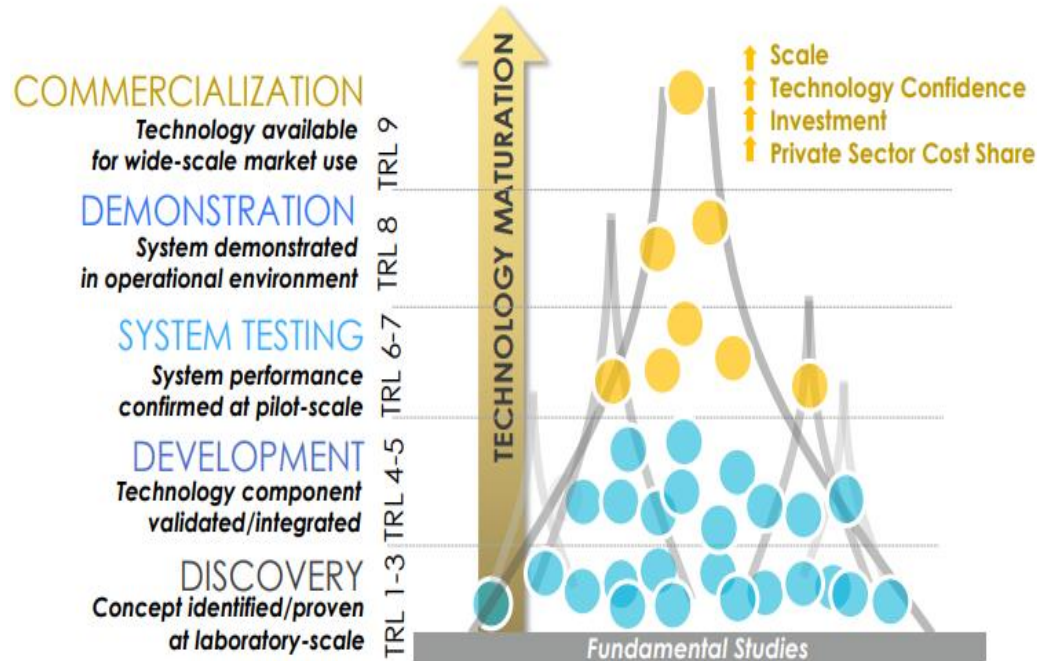 COMMERCIALIZATION
Technology available
for wide-scale market use
TRL 9
DEMONSTRATION
System demonstrated
in operational environment
TRL 8
SYSTEM TESTING
System performance
confirmed at pilot-scale
TRL 6-7
DEVELOPMENT
Technology component
validated/integrated
TRL 4-5
DISCOVERY
Concept identified/proven
at laboratory-scale
TRL 1-3
TECHNOLOGY MATURATION
Scale
Technology Confidence
Investment
Private Sector Cost Share
Fundamental Studies